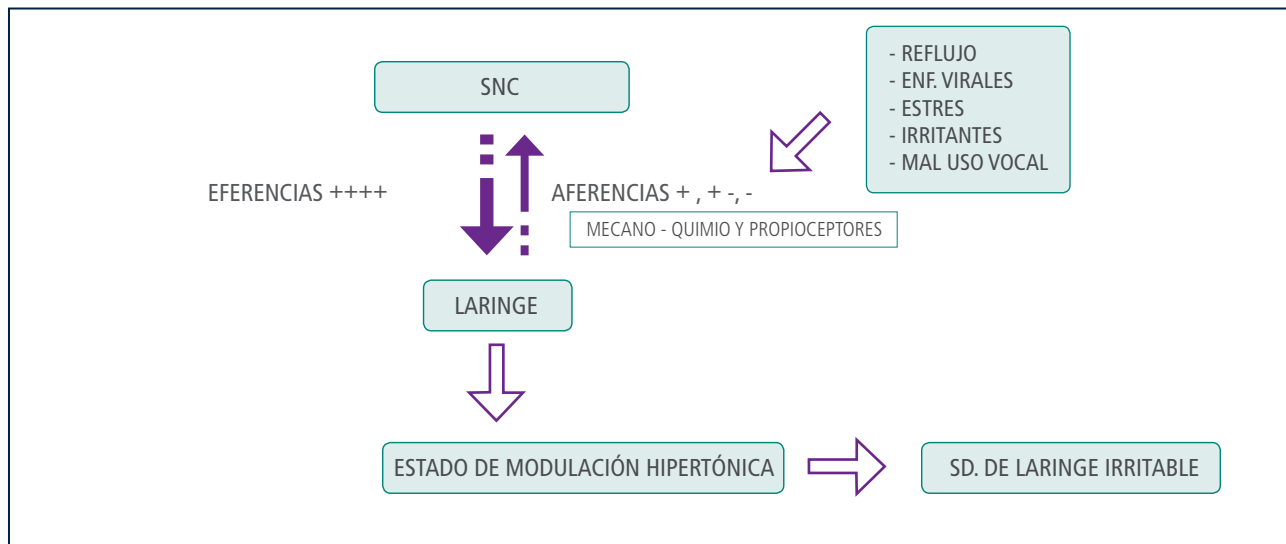 - REFLUJO
- ENF. VIRALES
- ESTRES
- IRRITANTES
- MAL USO VOCAL
SNC
EFERENCIAS ++++
AFERENCIAS + , + -, -
MECANO - QUIMIO Y PROPIOCEPTORES
LARINGE
ESTADO DE MODULACIÓN HIPERTÓNICA
SD. DE LARINGE IRRITABLE